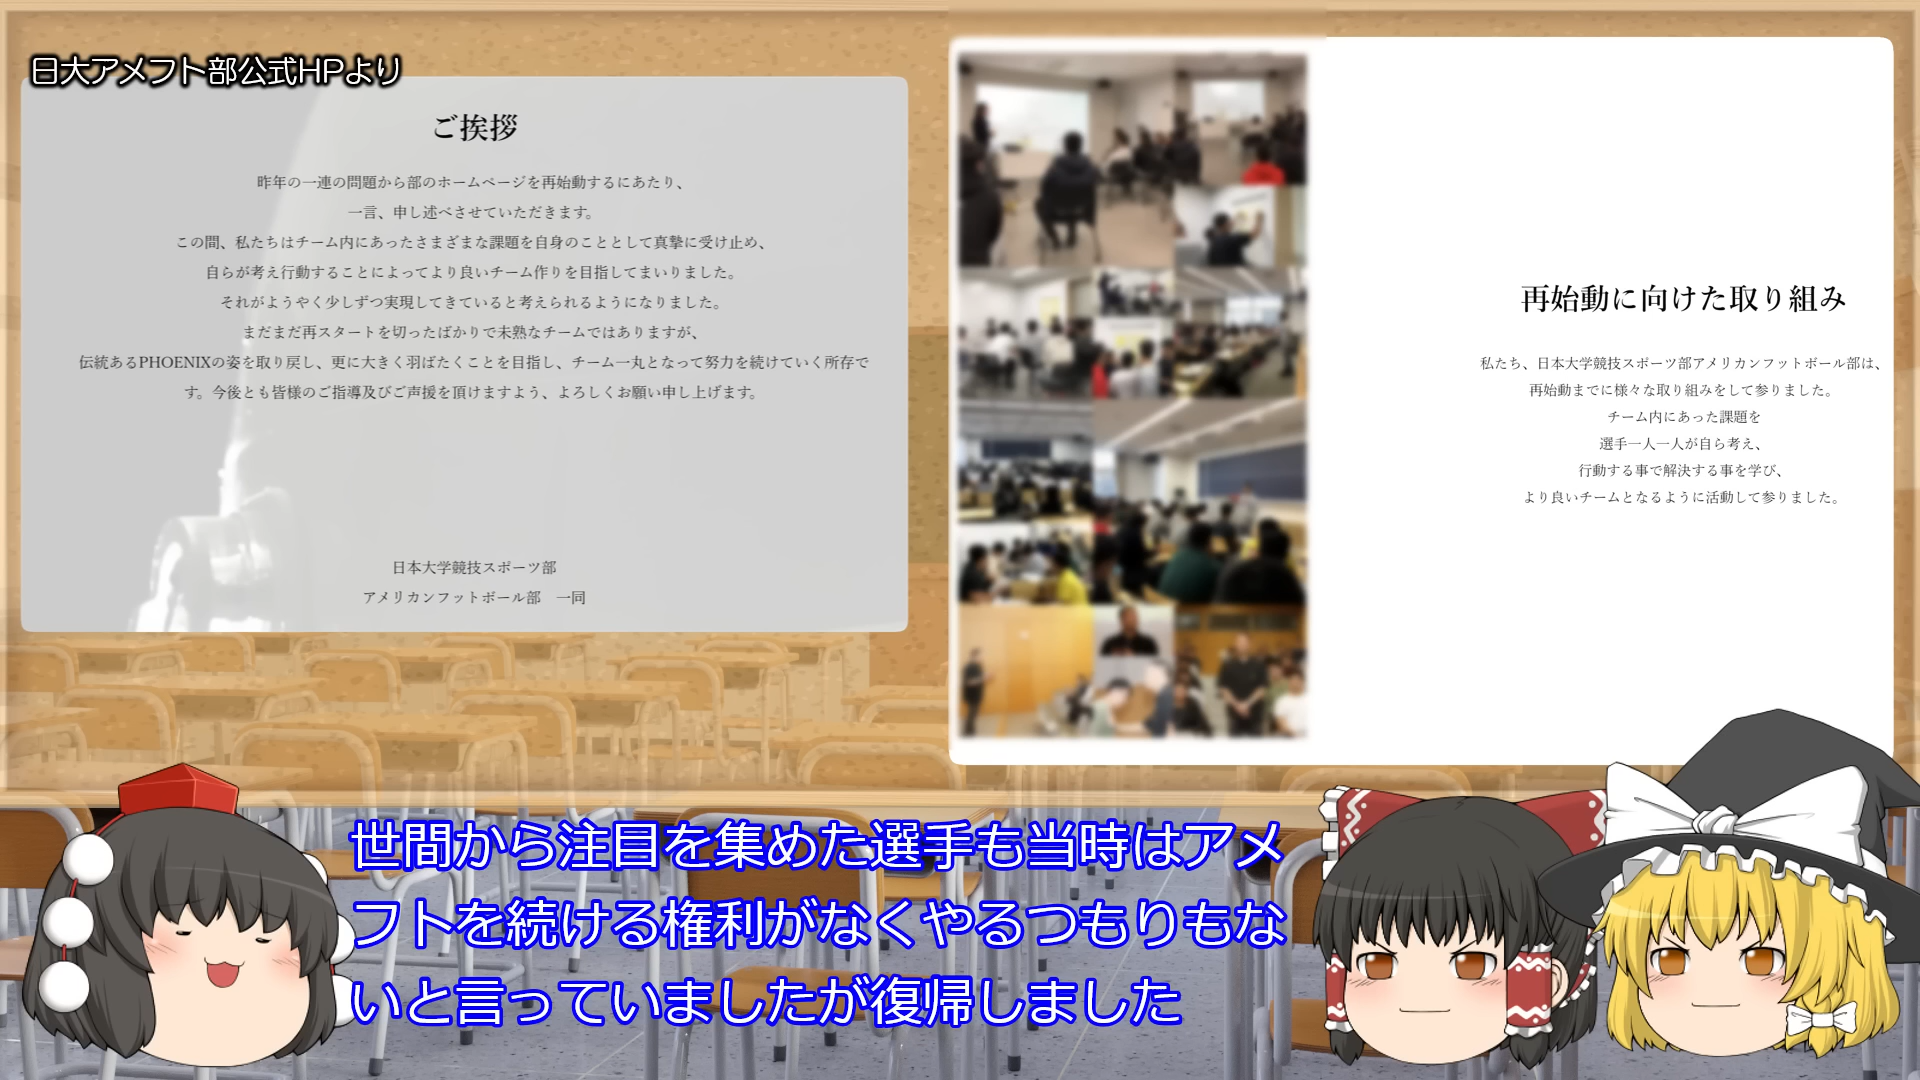 日大アメフト部公式HPより
ご挨拶
昨年の一連の問題から部のホームページを再始動するにあたり、
一言、申し述べさせていただきます。
この間、私たちはチーム内にあったさまざまな課題を自身のこととして真摯に受け止め、
自らが考え行動することによってより良いチーム作りを目指してまいりました。
それがようやく少しずつ実現してきていると考えられるようになりました。
まだまだ再スタートを切ったばかりで未熟なチームではありますが、
伝統あるPHOENIXの姿を取り戻し、更に大きく羽ばたくことを目指し、チーム一丸となって努力を続けていく所存で
す。今後とも皆様のご指導及びご声援を頂けますよう、よろしくお願い申し上げます。
日本大学競技スポーツ部
アメリカンフットボール部　一同
再始動に向けた取り組み
私たち、日本大学競技スポーツ部アメリカンフットボール部は、
再始動までに様々な取り組みをして参りました。
チーム内にあった課題を
選手一人一人が自ら考え、
行動する事で解決する事を学び、
より良いチームとなるように活動して参りました。
世間から注目を集めた選手も当時はアメ
フトを続ける権利がなくやるつもりもな
いと言っていましたが復帰しました